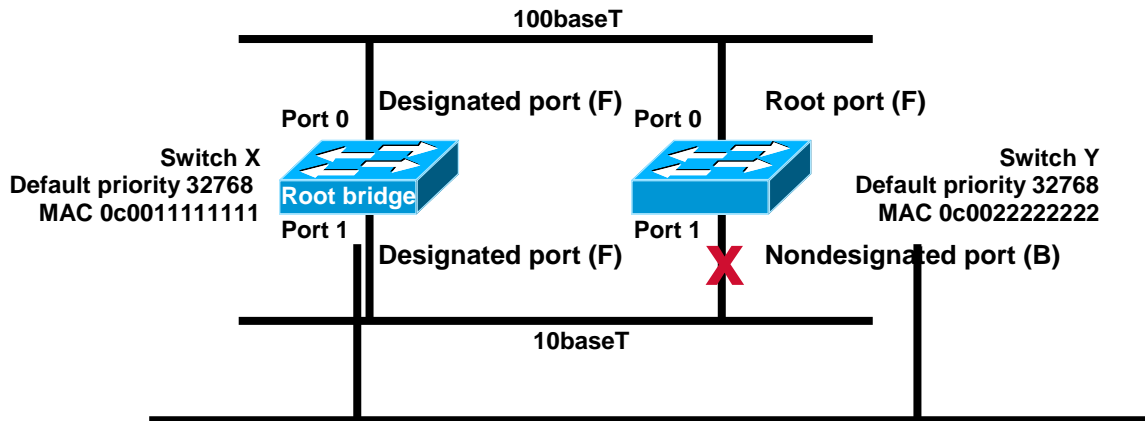 100baseT
Designated port (F)
Root port (F)
Port 0
Port 0
Switch X
Default priority 32768
MAC 0c0011111111
Root bridge
Switch Y
Default priority 32768
MAC 0c0022222222
Port 1
Port 1
Designated port (F)
X
Nondesignated port (B)
10baseT